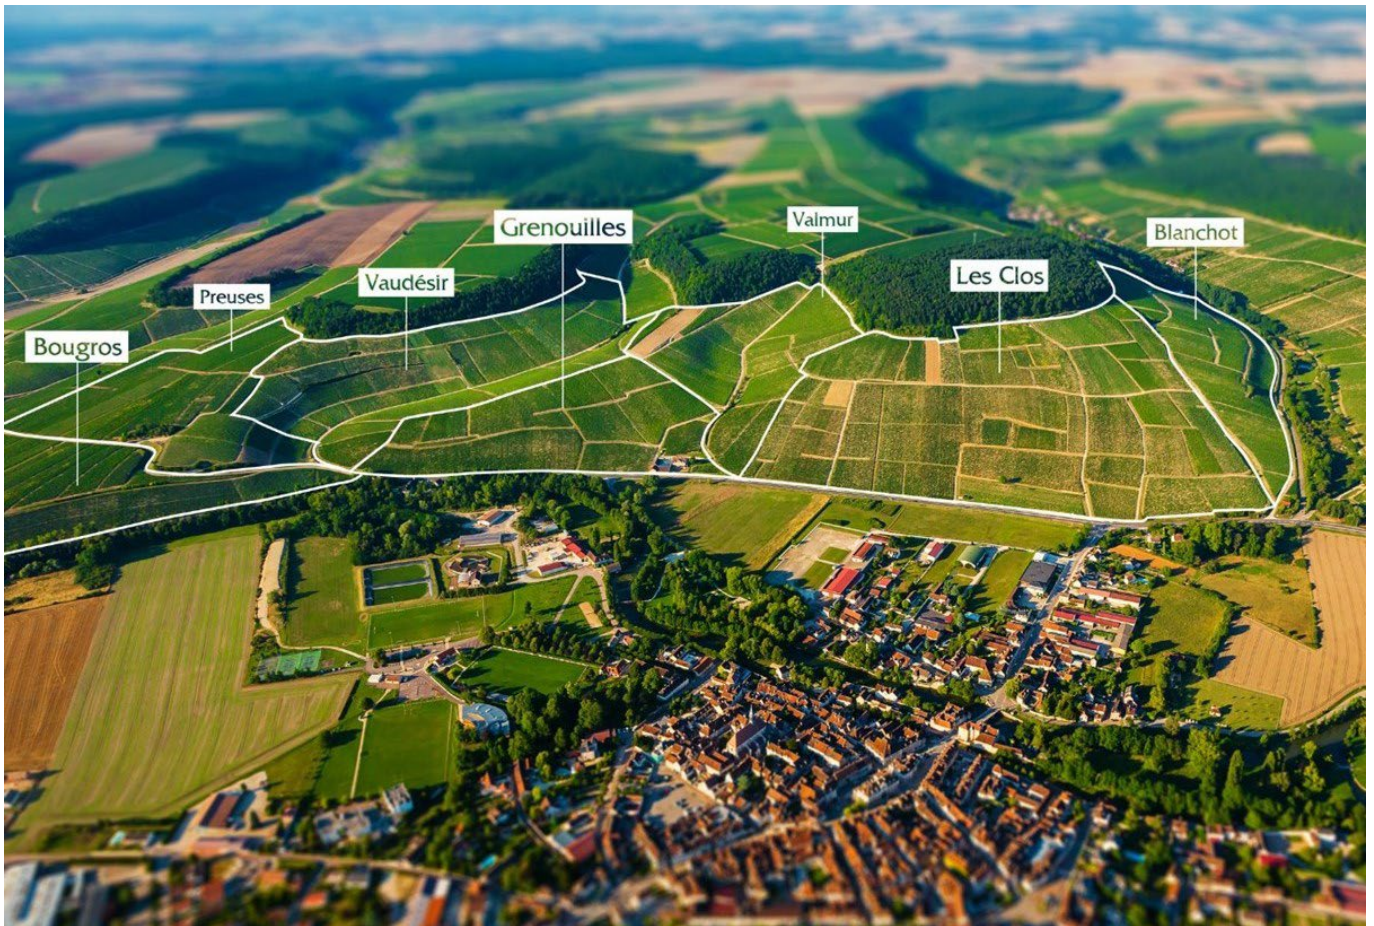 Bougros
Preuses
Vaudésir
Grenouilles
Valmur
Les Clos
Blanchot